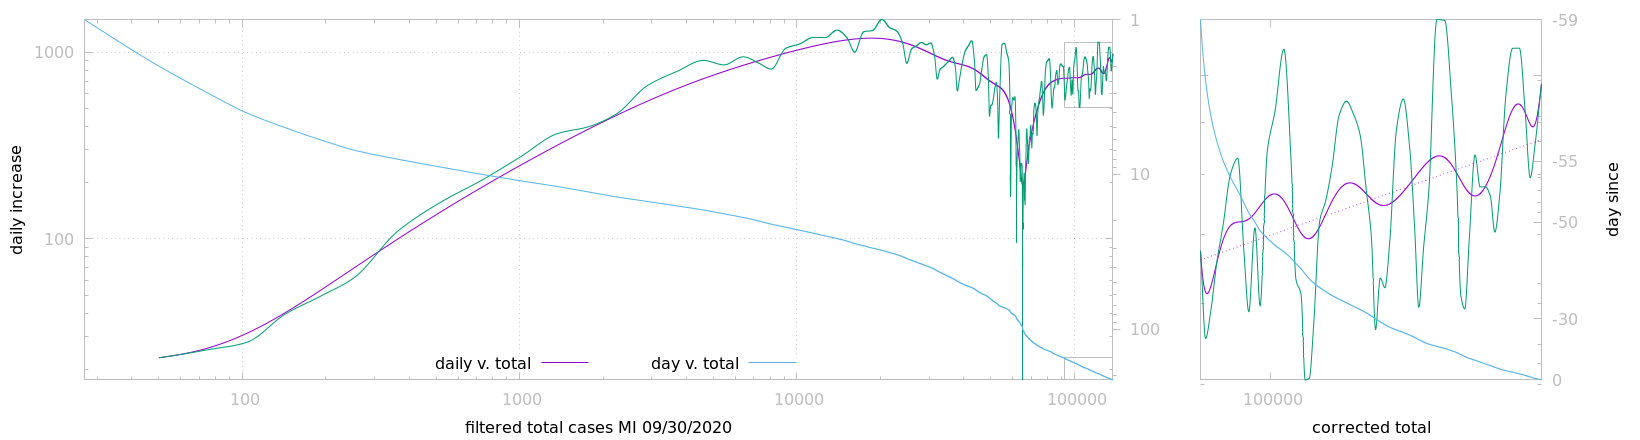 daily increase
1000
100
daily v. total
day v. total
100
1000
10000
100000
filtered total cases MI 09/30/2020
1
10
100
100000
corrected total
-59
-55
-50
-30
0
day since